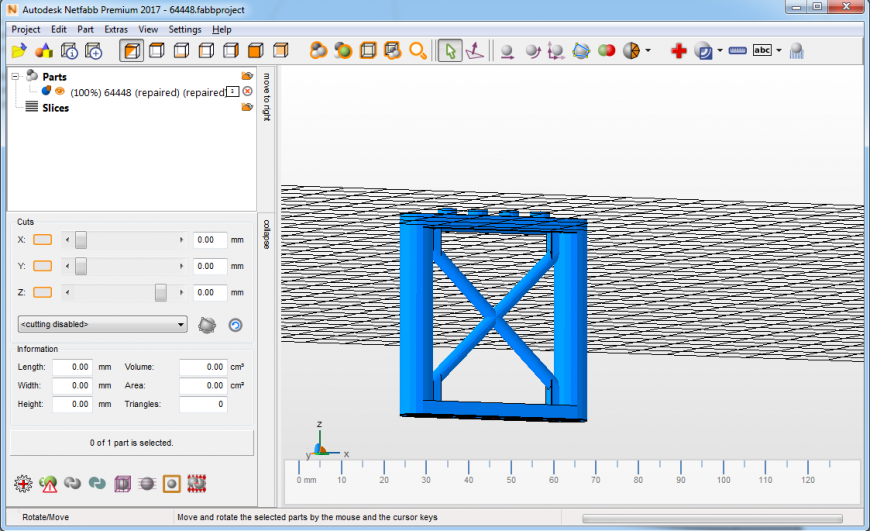 Autodesk Netfabb Premium 2017 - 64448.fabbproject
Project Edit Part Extras View Settings Help
abc
Parts
(100%) 64448 (repaired) (repaired)
Slices
move to right
collapse
Cuts
X: 0.00 mm
Y: 0.00 mm
Z: 0.00 mm
<cutting disabled>
Information
Length: 0.00 mm Volume: 0.00 cm³
Width: 0.00 mm Area: 0.00 cm²
Height: 0.00 mm Triangles: 0
0 of 1 part is selected.
z
y x
0 mm 10 20 30 40 50 60 70 80 90 100 110 120
Rotate/Move Move and rotate the selected parts by the mouse and the cursor keys